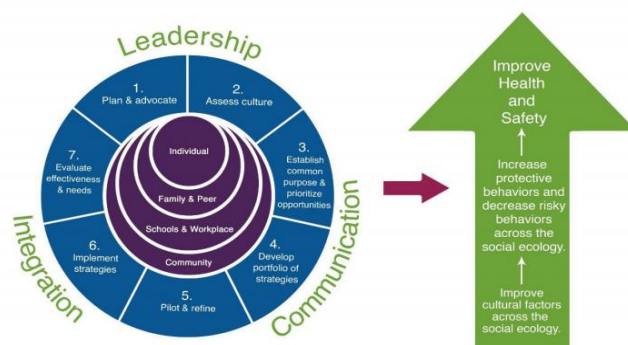 Leadership
1.
Plan & advocate
2.
Assess culture
3.
Establish
common
purpose &
prioritize
opportunities
4.
Develop
portfolio of
strategies
5.
Pilot & refine
6.
Implement
strategies
7.
Evaluate
effectiveness
& needs
Individual
Family & Peer
Schools & Workplace
Community
Integration
Communication
Improve
Health
and
Safety
Increase
protective
behaviors and
decrease risky
behaviors
across the
social ecology.
Improve
cultural factors
across the
social ecology.